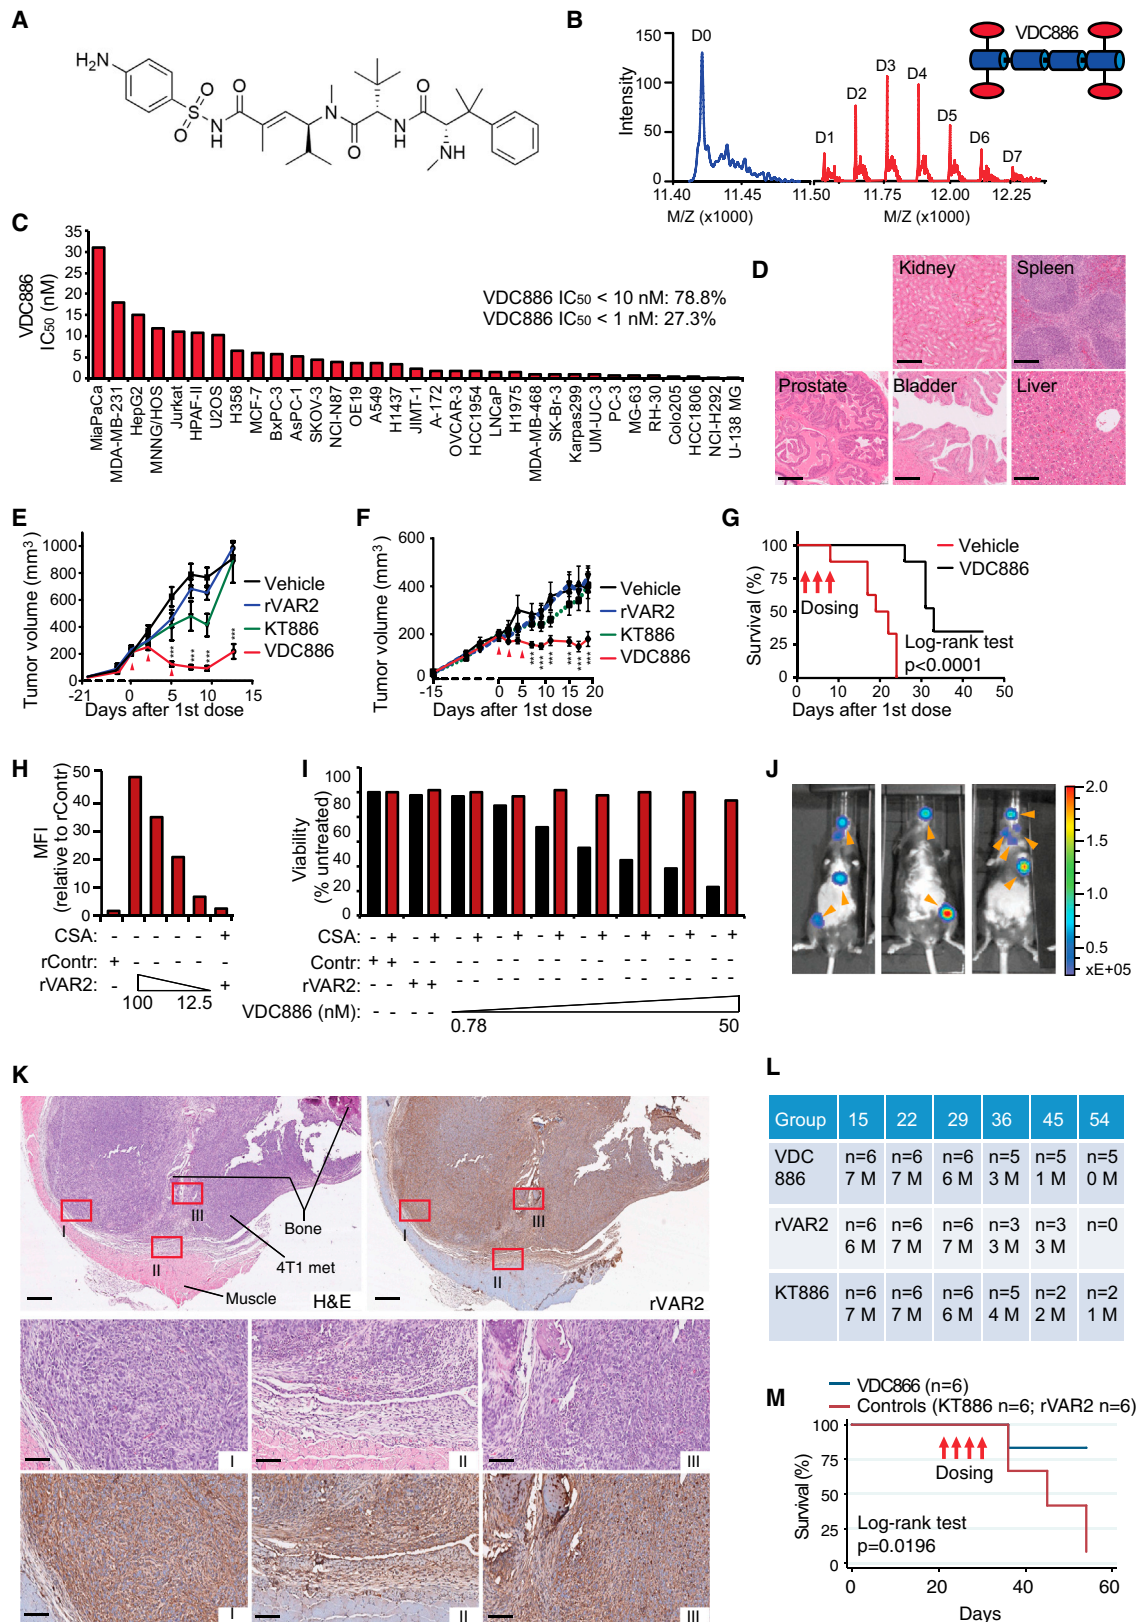 A
H₂N
O
S
O
NH
O
N
O
N
H
O
NH
B
VDC886
Intensity
150
100
50
0
D0
D1
D2
D3
D4
D5
D6
D7
11.40
11.45
11.50
11.75
12.00
12.25
M/Z (x1000)
M/Z (x1000)
C
VDC886
IC₅₀ (nM)
35
30
25
20
15
10
5
0
VDC886 IC₅₀ < 10 nM: 78.8%
VDC886 IC₅₀ < 1 nM: 27.3%
MiaPaCa
MDA-MB-231
HepG2
MNNG/HOS
Jurkat
HPAF-II
U2OS
H358
MCF-7
BxPC-3
AsPC-1
SKOV-3
NCI-N87
OE19
A549
H1437
JIMT-1
A-172
OVCAR-3
HCC1954
LNCaP
H1975
MDA-MB-468
SK-Br-3
Karpas299
UM-UC-3
PC-3
MG-63
RH-30
Colo205
HCC1806
NCI-H292
U-138 MG
D
Kidney
Spleen
Prostate
Bladder
Liver
E
Tumor volume (mm³)
1000
800
600
400
200
0
-21
0
5
10
15
Days after 1st dose
Vehicle
rVAR2
KT886
VDC886
***
***
***
***
F
Tumor volume (mm³)
600
400
200
0
-15
0
5
10
15
20
Days after 1st dose
Vehicle
rVAR2
KT886
VDC886
***
***
***
***
***
***
G
Survival (%)
100
75
50
25
0
0
10
20
30
40
50
Days after 1st dose
Vehicle
VDC886
Dosing
Log-rank test
p<0.0001
H
MFI
(relative to rContr)
50
40
30
20
10
0
CSA: - - - - - +
rContr: + - - - - -
rVAR2: - +
100 12.5
I
Viability
(% untreated)
100
80
60
40
20
0
CSA: - + - + - + - + - + - + - + - + - +
Contr: + + - - - - - - - - - - - - - - - -
rVAR2: - - + + - - - - - - - - - - - - - -
VDC886 (nM): - - - -
0.78 50
J
2.0
1.5
1.0
0.5
xE+05
K
I
II
III
Bone
4T1 met
Muscle
H&E
I
II
III
rVAR2
I
II
III
I
II
III
L
Group 15 22 29 36 45 54
VDC n=6 n=6 n=6 n=5 n=5 n=5
886 7 M 7 M 6 M 3 M 1 M 0 M
rVAR2 n=6 n=6 n=6 n=3 n=3 n=0
6 M 7 M 7 M 3 M 3 M
KT886 n=6 n=6 n=6 n=5 n=2 n=2
7 M 7 M 6 M 4 M 2 M 1 M
M
VDC866 (n=6)
Controls (KT886 n=6; rVAR2 n=6)
Survival (%)
100
75
50
25
0
Dosing
Log-rank test
p=0.0196
0
20
40
60
Days